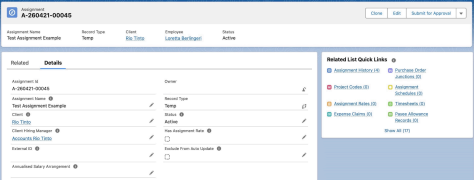 Assignment
A-260421-00045
Clone
Edit
Submit for Approval
Assignment Name
Record Type
Client
Employee
Status
Test Assignment Example
Temp
Rio Tinto
Loretta Berlingeri
Active
Related
Details
Assignment Id
A-260421-00045
Owner
Assignment Name
Test Assignment Example
Record Type
Temp
Client
Rio Tinto
Status
Active
Client Hiring Manager
Accounts Rio Tinto
Has Assignment Rate
External ID
Exclude From Auto Update
Annualised Salary Arrangement
Related List Quick Links
Assignment History (4)
Purchase Order
Junctions (0)
Project Codes (0)
Assignment
Schedules (0)
Assignment Rates (0)
Timesheets (0)
Expense Claims (0)
Pass Allowance
Records (0)
Show All (11)